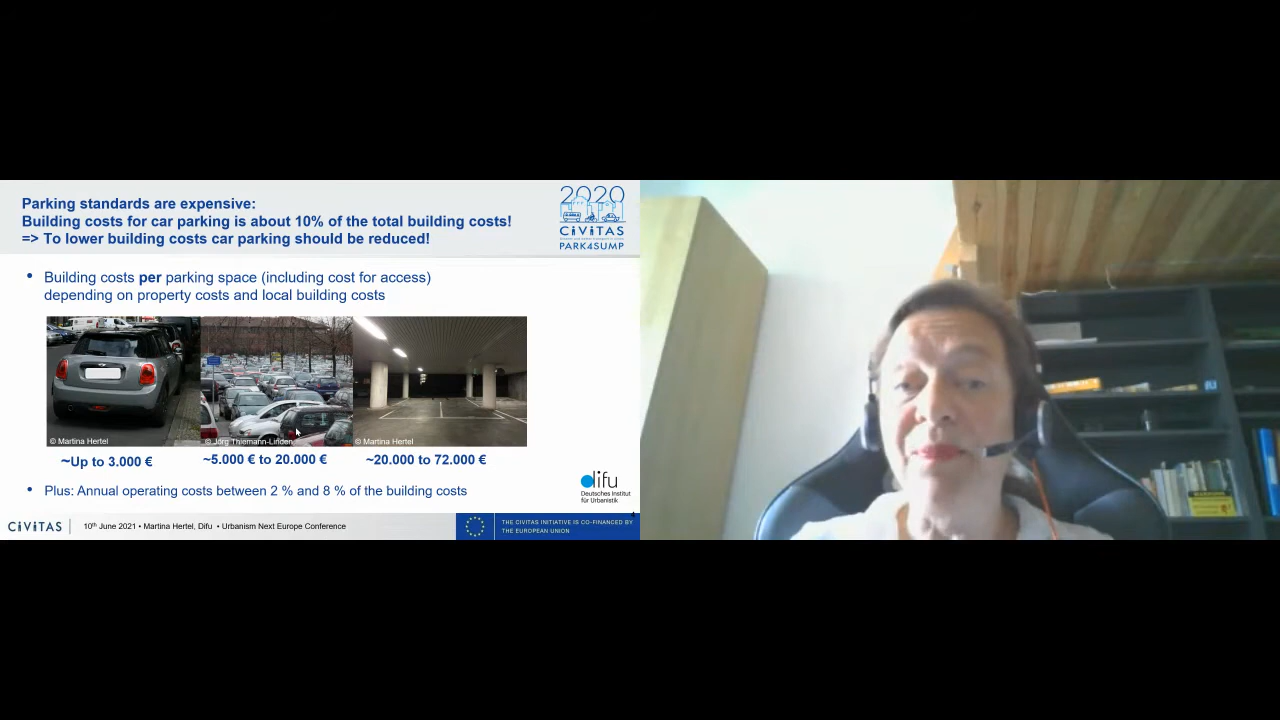 Parking standards are expensive:
Building costs for car parking is about 10% of the total building costs!
=> To lower building costs car parking should be reduced!
2020
CiViTAS
PARK4SUMP
• Building costs per parking space (including cost for access)
depending on property costs and local building costs
© Martina Hertel
© Jörg Thiemann-Linden
© Martina Hertel
~Up to 3.000 €
~5.000 € to 20.000 €
~20.000 to 72.000 €
• Plus: Annual operating costs between 2 % and 8 % of the building costs
difu
Deutsches Institut
für Urbanistik
4
CiViTAS
10th June 2021 • Martina Hertel, Difu • Urbanism Next Europe Conference
THE CIVITAS INITIATIVE IS CO-FINANCED BY
THE EUROPEAN UNION